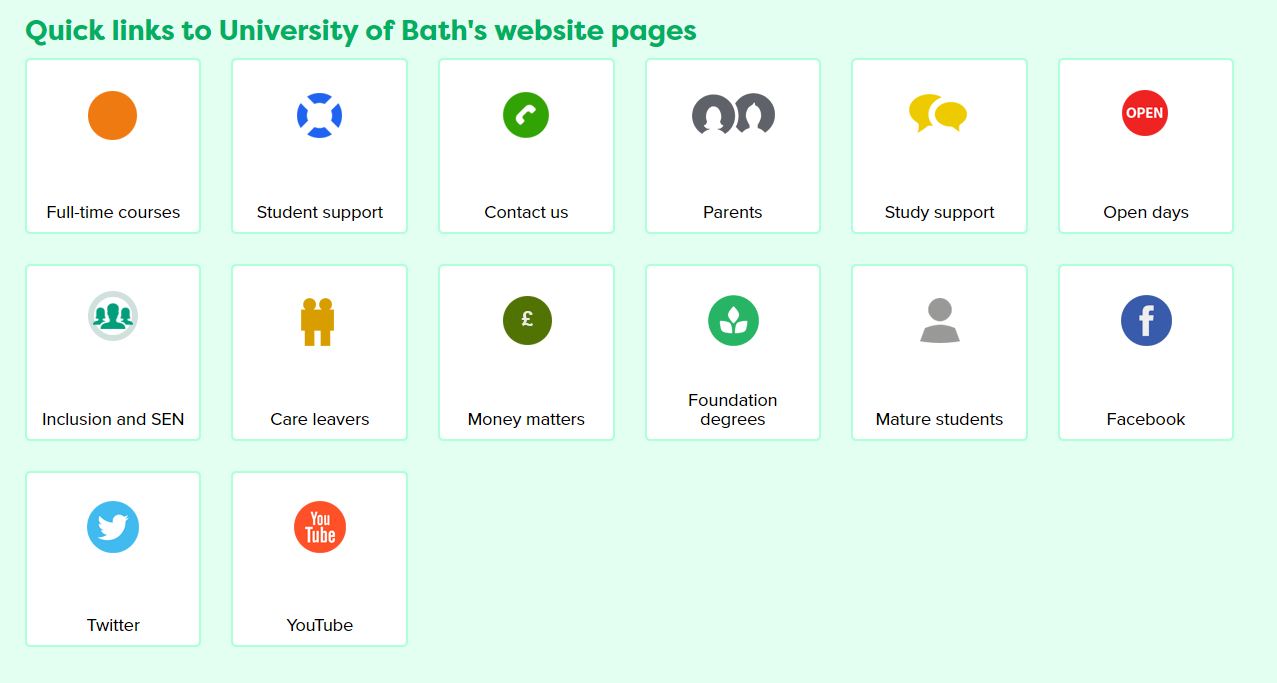 Quick links to University of Bath's website pages
OPEN
Full-time courses
Student support
Contact us
Parents
Study support
Open days
£
f
Inclusion and SEN
Care leavers
Money matters
Foundation
degrees
Mature students
Facebook
You
Tube
Twitter
YouTube